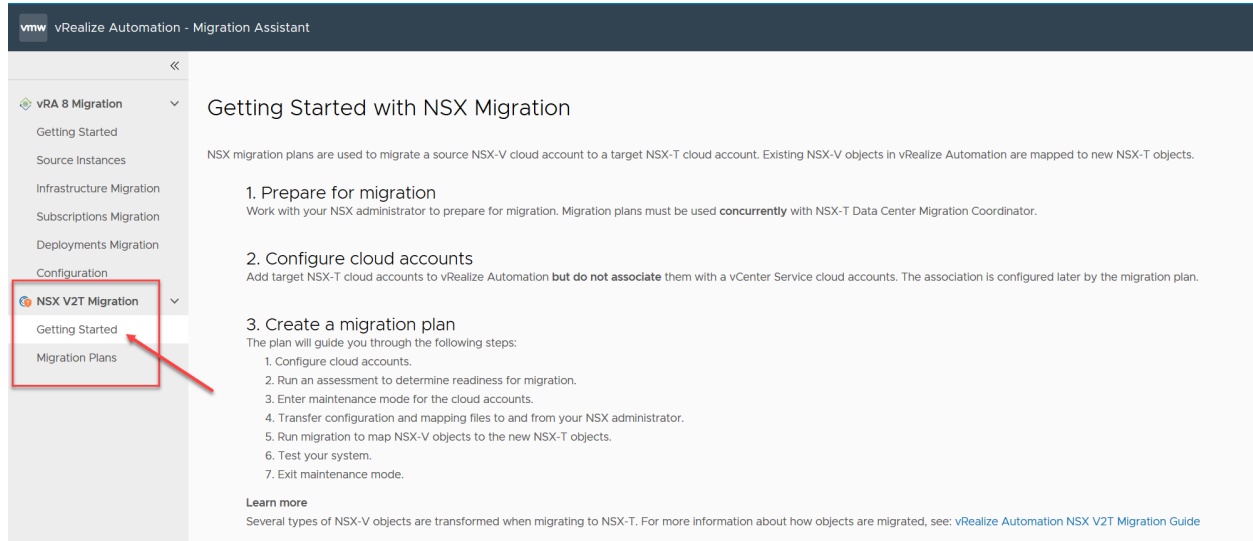 vmw vRealize Automation - Migration Assistant
vRA 8 Migration
Getting Started
Source Instances
Infrastructure Migration
Subscriptions Migration
Deployments Migration
Configuration
NSX V2T Migration
Getting Started
Migration Plans
Getting Started with NSX Migration
NSX migration plans are used to migrate a source NSX-V cloud account to a target NSX-T cloud account. Existing NSX-V objects in vRealize Automation are mapped to new NSX-T objects.
1. Prepare for migration
Work with your NSX administrator to prepare for migration. Migration plans must be used concurrently with NSX-T Data Center Migration Coordinator.
2. Configure cloud accounts
Add target NSX-T cloud accounts to vRealize Automation but do not associate them with a vCenter Service cloud accounts. The association is configured later by the migration plan.
3. Create a migration plan
The plan will guide you through the following steps:
1. Configure cloud accounts.
2. Run an assessment to determine readiness for migration.
3. Enter maintenance mode for the cloud accounts.
4. Transfer configuration and mapping files to and from your NSX administrator.
5. Run migration to map NSX-V objects to the new NSX-T objects.
6. Test your system.
7. Exit maintenance mode.
Learn more
Several types of NSX-V objects are transformed when migrating to NSX-T. For more information about how objects are migrated, see: vRealize Automation NSX V2T Migration Guide